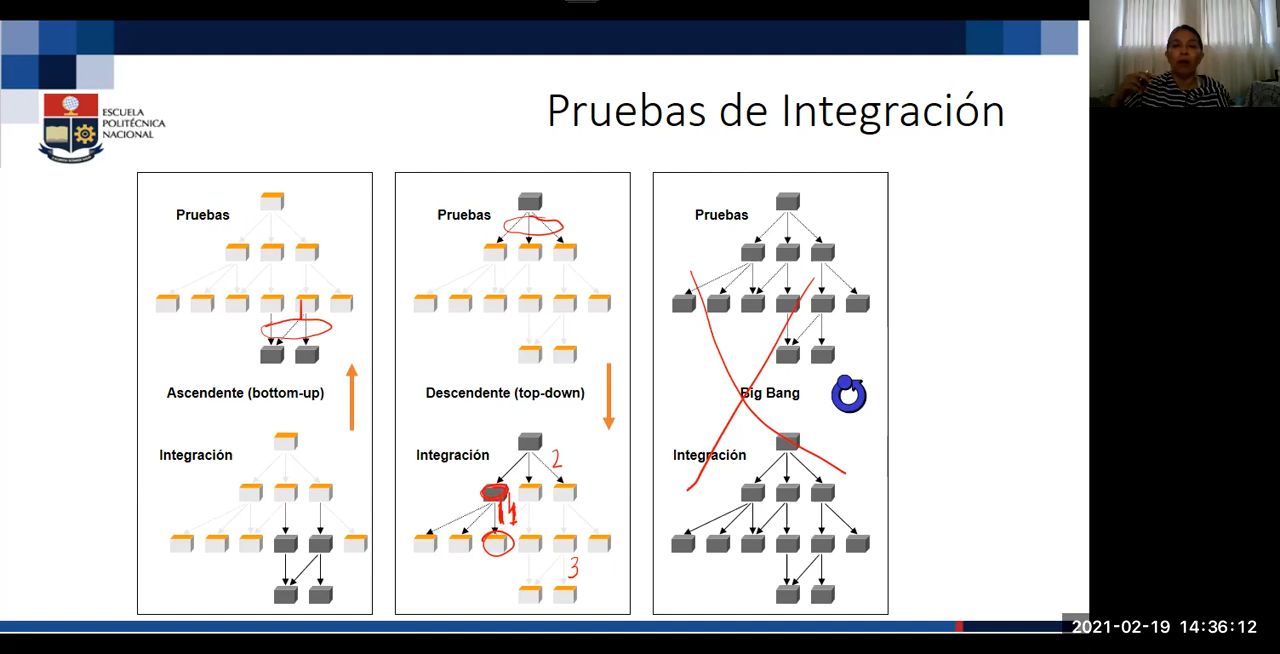 ESCUELA
POLITÉCNICA
NACIONAL
Pruebas de Integración
Pruebas
Ascendente (bottom-up)
Integración
Pruebas
Descendente (top-down)
Integración
2
3
Pruebas
Big Bang
Integración
2021-02-19 14:36:12